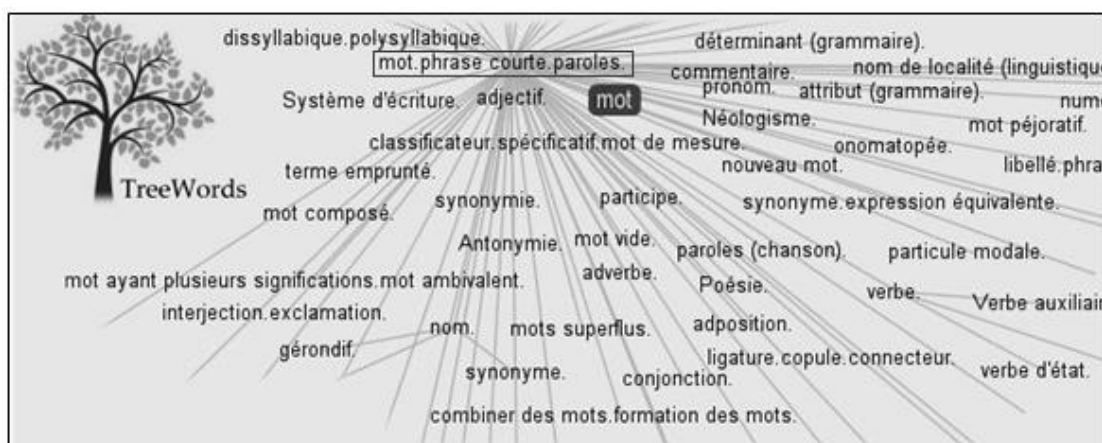 dissyllabique.polysyllabique.
déterminant (grammaire).
mot.phrase courte.paroles.
commentaire.
nom de localité (linguistique
pronom.
attribut (grammaire).
Système d'écriture.
adjectif.
mot
numé
Néologisme.
mot péjoratif.
classificateur.spécificatif.mot de mesure.
onomatopée.
terme emprunté.
nouveau mot.
libellé.phra
TreeWords
synonymie.
participe.
synonyme.expression équivalente.
mot composé.
Antonymie.
mot vide.
paroles (chanson).
particule modale.
mot ayant plusieurs significations.mot ambivalent.
adverbe.
Poésie.
verbe.
Verbe auxiliair
interjection.exclamation.
nom.
mots superflus.
adposition.
gérondif.
ligature.copule.connecteur.
synonyme.
conjonction.
verbe d'état.
combiner des mots.formation des mots.